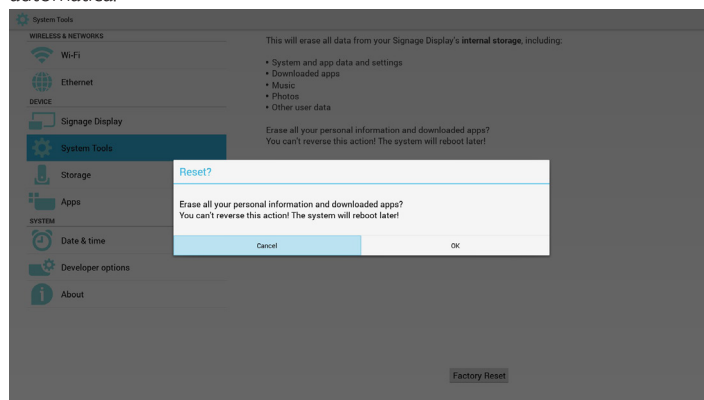 System Tools
WIRELESS & NETWORKS
Wi-Fi
Ethernet
DEVICE
Signage Display
System Tools
Storage
Apps
SYSTEM
Date & time
Developer options
About
This will erase all data from your Signage Display's internal storage, including:
• System and app data and settings
• Downloaded apps
• Music
• Photos
• Other user data
Erase all your personal information and downloaded apps?
You can't reverse this action! The system will reboot later!
Reset?
Erase all your personal information and downloaded apps?
You can't reverse this action! The system will reboot later!
Cancel
OK
Factory Reset